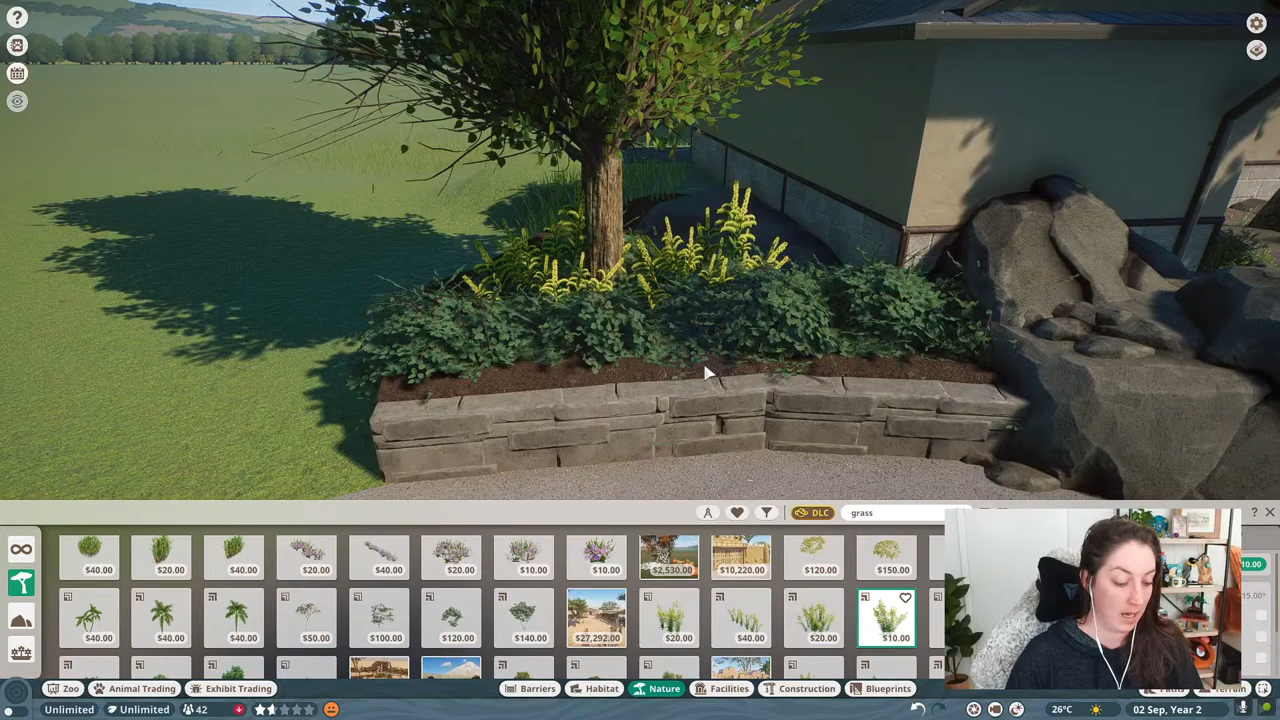 ?
DLC
grass
? ×
$40.00 $20.00 $40.00 $20.00 $40.00 $20.00 $10.00 $10.00 $2,530.00 $10,220.00 $120.00 $150.00
10.00
$40.00 $40.00 $40.00 $50.00 $100.00 $120.00 $140.00 $27,292.00 $20.00 $40.00 $20.00 $10.00
15.00°
Zoo Animal Trading Exhibit Trading Barriers Habitat Nature Facilities Construction Blueprints
Unlimited Unlimited 42 26°C 02 Sep, Year 2